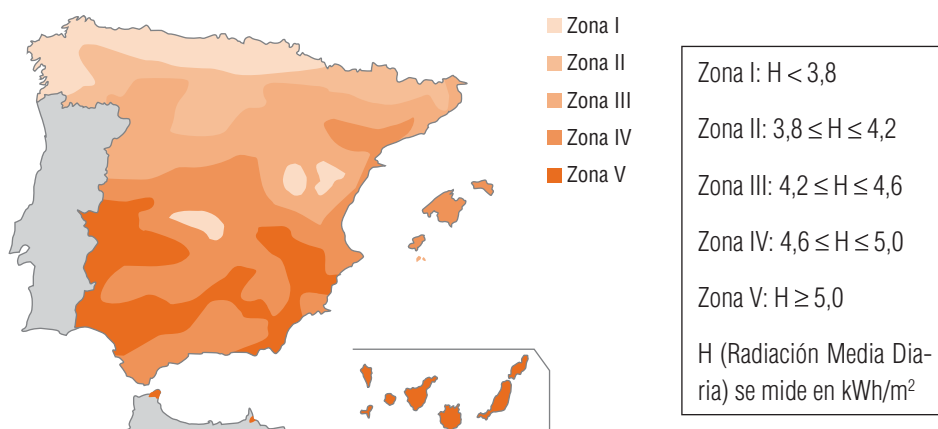 Zona I
Zona II
Zona III
Zona IV
Zona V
Zona I: H < 3,8
Zona II: 3,8 ≤ H ≤ 4,2
Zona III: 4,2 ≤ H ≤ 4,6
Zona IV: 4,6 ≤ H ≤ 5,0
Zona V: H ≥ 5,0
H (Radiación Media Dia-
ria) se mide en kWh/m²